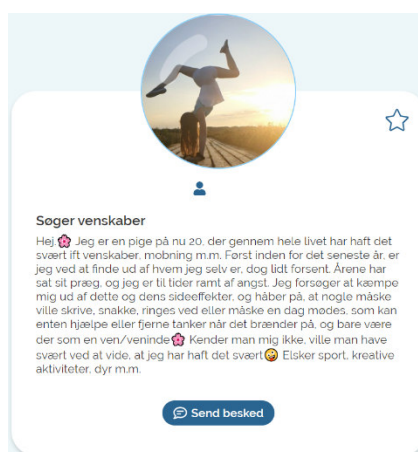 Søger venskaber
Hej 🌸 Jeg er en pige på nu 20, der gennem hele livet har haft det
svært ift venskaber, mobning m.m. Først inden for det seneste år, er
jeg ved at finde ud af hvem jeg selv er, dog lidt forsent. Årene har
sat sit præg, og jeg er til tider ramt af angst. Jeg forsøger at kæmpe
mig ud af dette og dens sideeffekter, og håber på, at nogle måske
ville skrive, snakke, ringes ved eller måske en dag mødes, som kan
enten hjælpe eller fjerne tanker når det brænder på, og bare være
der som en ven/veninde 🌸 Kender man mig ikke, ville man have
svært ved at vide, at jeg har haft det svært 😜 Elsker sport, kreative
aktiviteter, dyr m.m.
Send besked